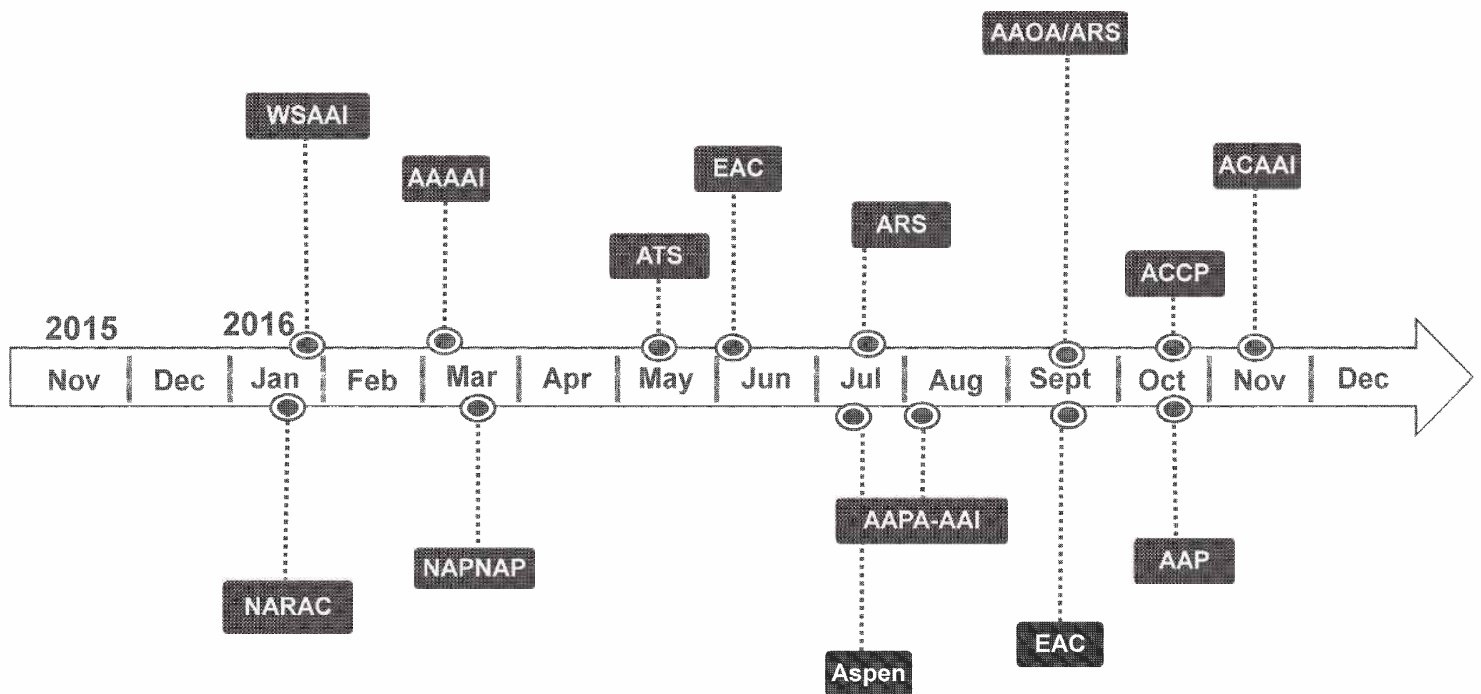 AAOA/ARS
WSAAI
AAAAI
EAC
ACAAI
ARS
ATS
ACCP
2015
2016
Nov Dec Jan Feb Mar Apr May Jun Jul Aug Sept Oct Nov Dec
AAPA-AAI
NAPNAP
AAP
NARAC
EAC
Aspen